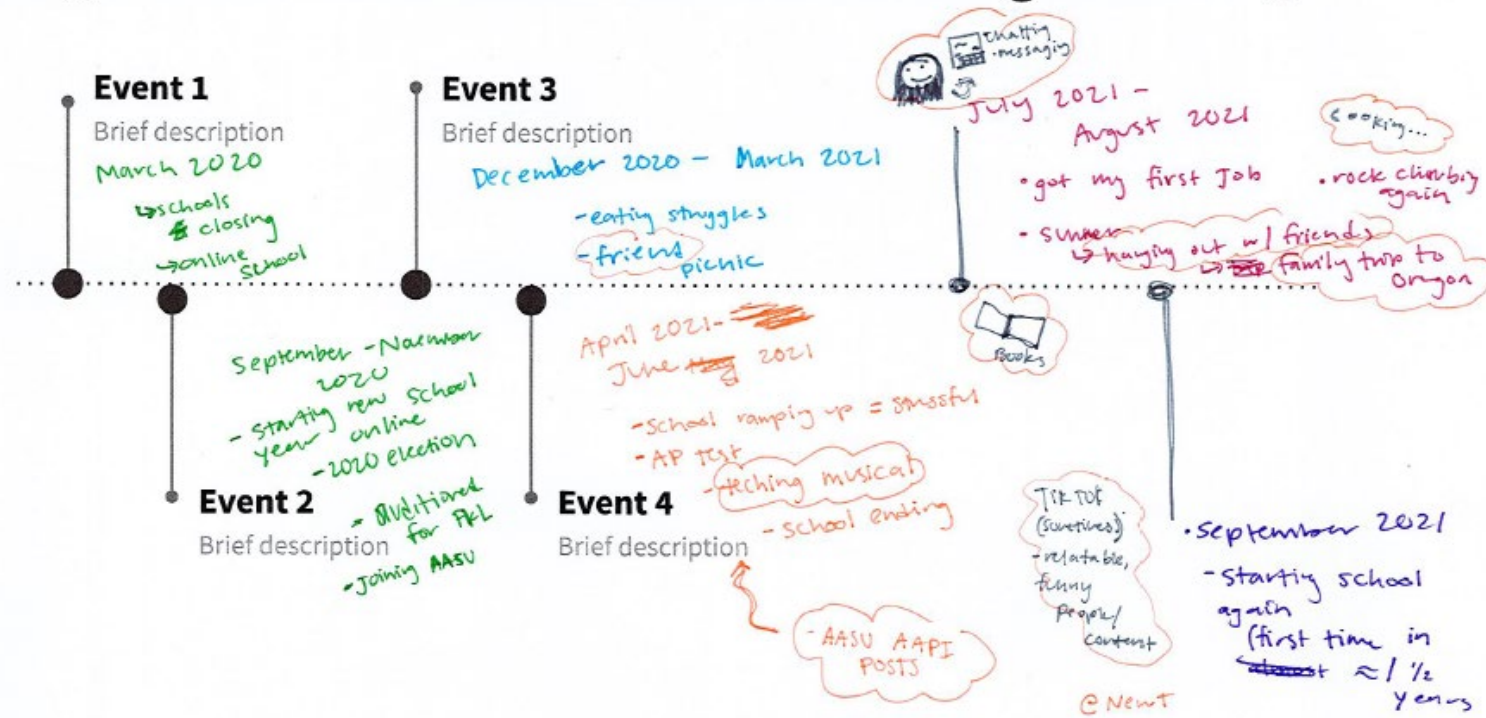 Event 1
Brief description
March 2020
↳schools
closing
↳online
school
Event 3
Brief description
December 2020 - March 2021
-eating struggles
-friend
picnic
chatting
messaging
July 2021 -
August 2021
•got my first Job
-summer
↳hanging out w/ friends
↳ family trip to
Oregon
cooking...
•rock climbing
again
September - November
2020
-starting new school
year online
-2020 election
-Auditioned
for
-Joining AASU
Event 2
Brief description
April 2021-
June 2021
-school ramping up = stressful
-AP test
-teching musical
-school ending
Event 4
Brief description
-AASU AAPI
POSTS
Books
TikTok
(sometimes)
-relatable,
funny
people/
content
@NewT
•September 2021
-starting school
again
(first time in
≈1 1/2
years